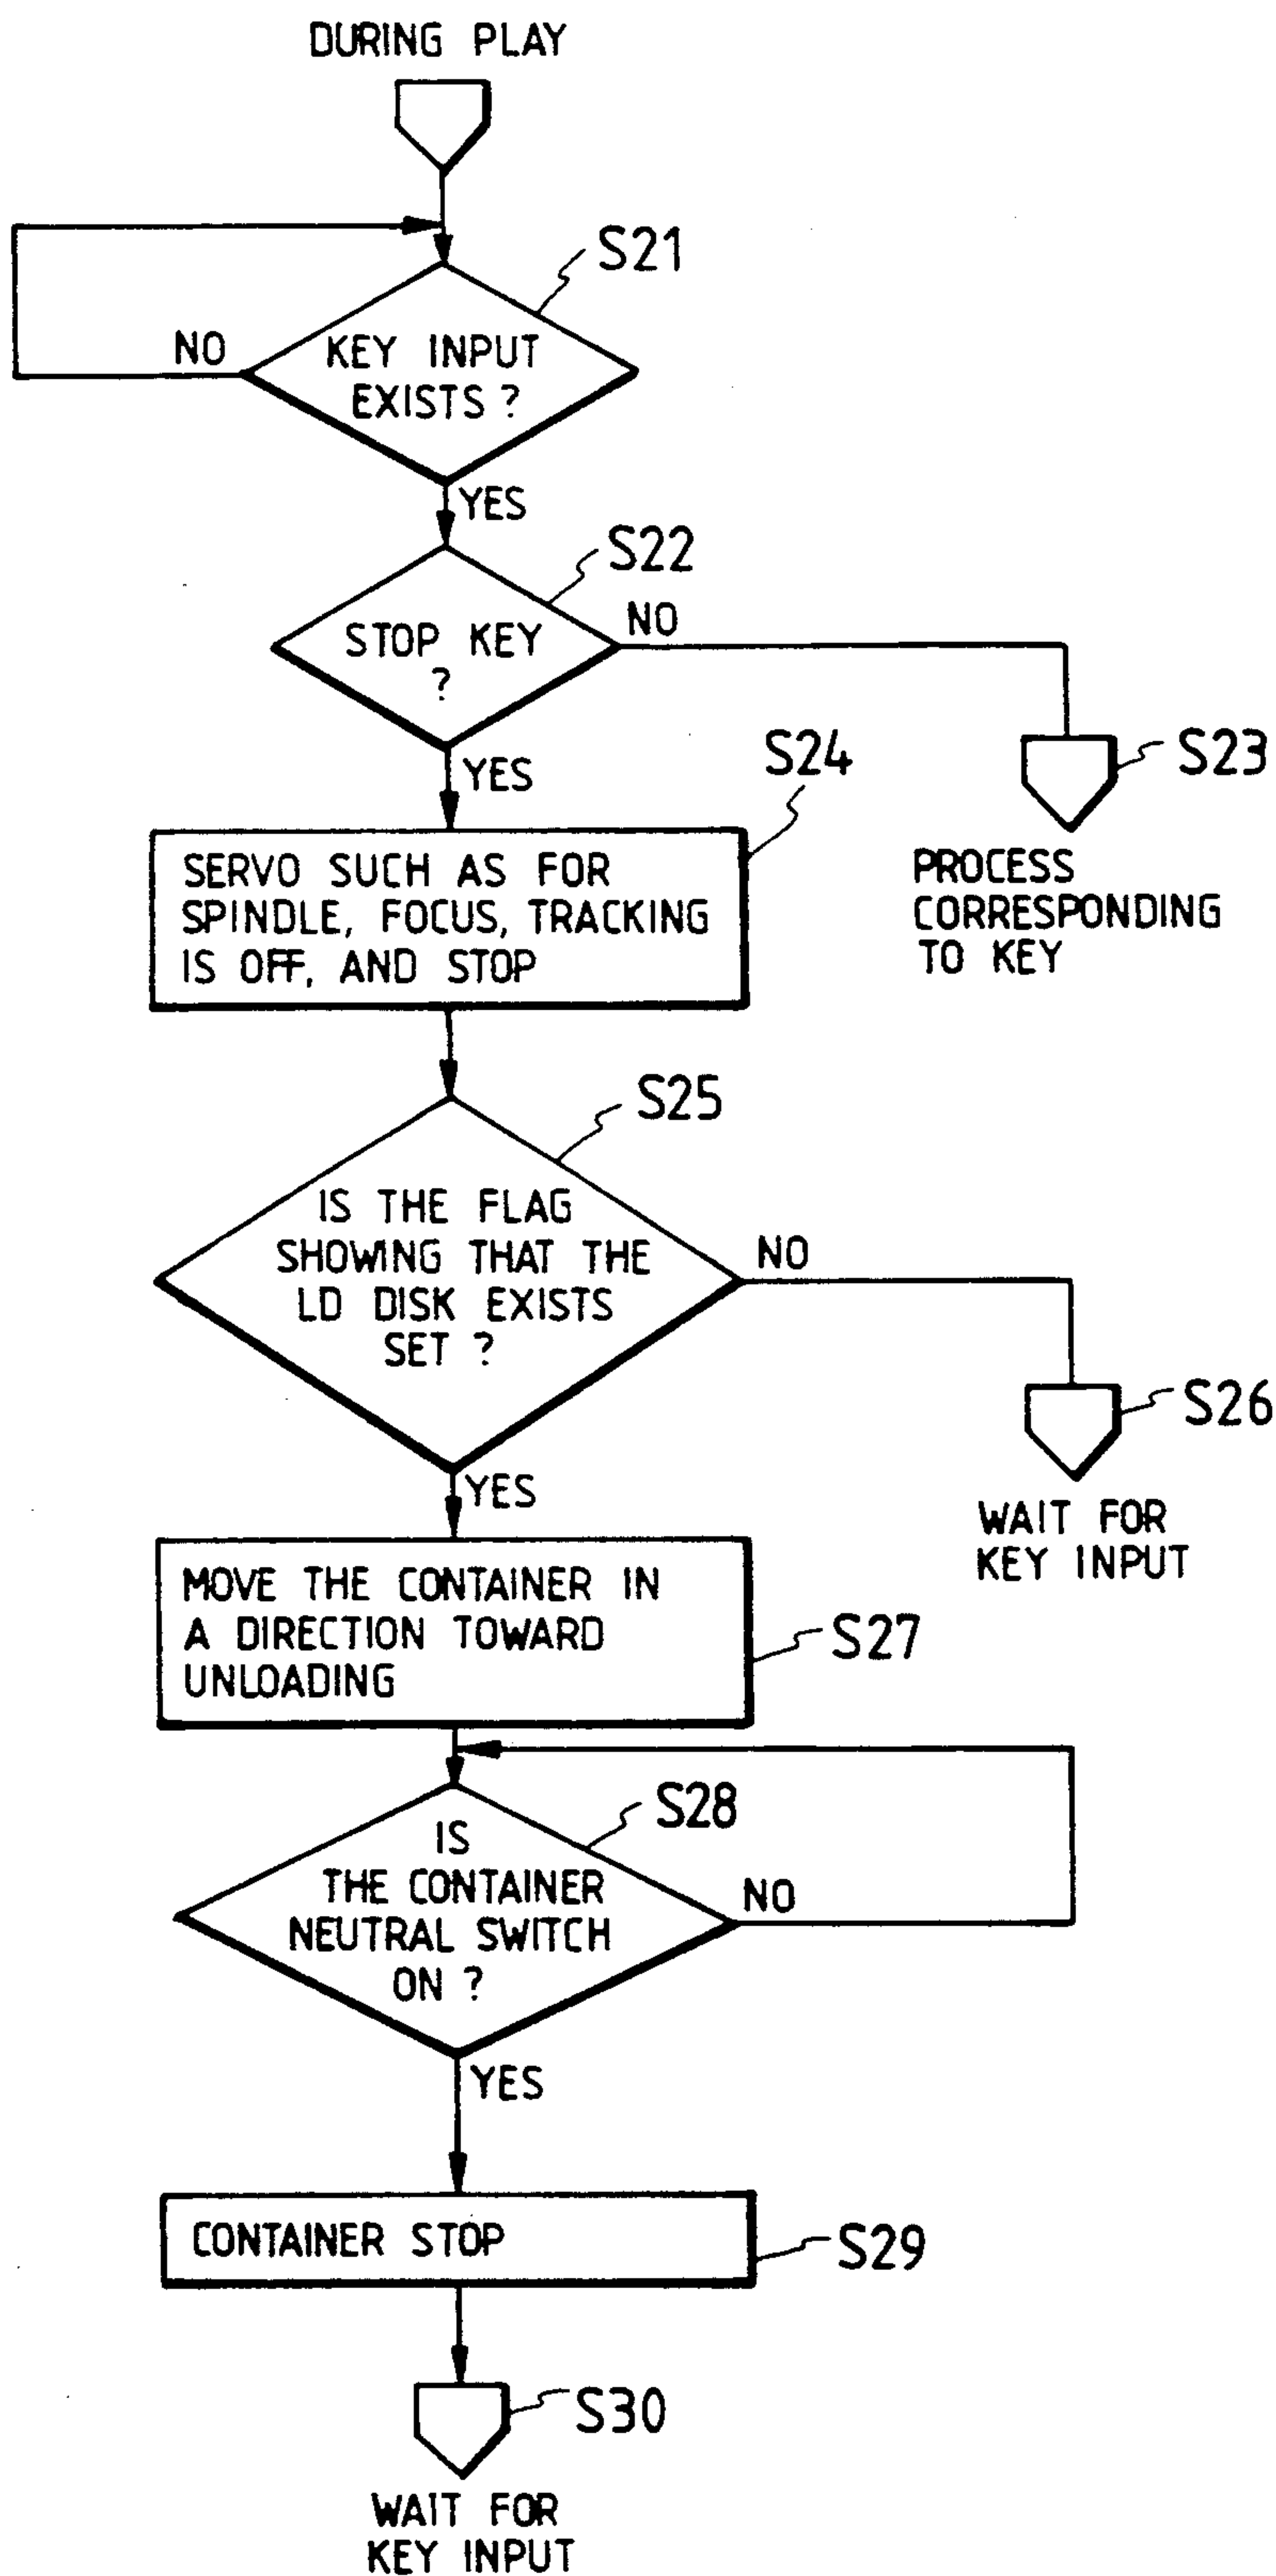 DURING PLAY
S21
NO
KEY INPUT
EXISTS ?
YES
S22
STOP KEY
?
NO
S23
PROCESS
CORRESPONDING
TO KEY
YES
S24
SERVO SUCH AS FOR
SPINDLE, FOCUS, TRACKING
IS OFF, AND STOP
S25
IS THE FLAG
SHOWING THAT THE
LD DISK EXISTS
SET ?
NO
S26
WAIT FOR
KEY INPUT
YES
MOVE THE CONTAINER IN
A DIRECTION TOWARD
UNLOADING
S27
S28
IS
THE CONTAINER
NEUTRAL SWITCH
ON ?
NO
YES
CONTAINER STOP
S29
S30
WAIT FOR
KEY INPUT